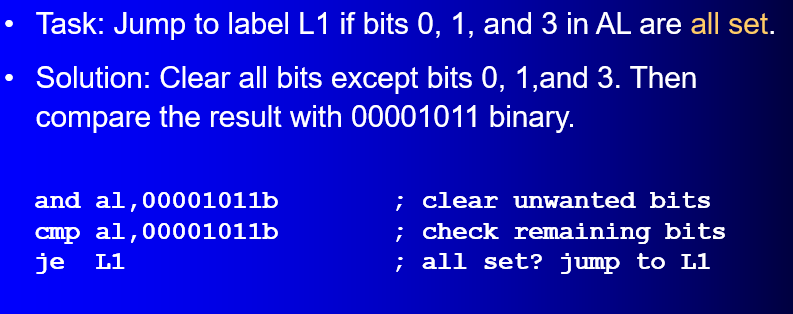 • Task: Jump to label L1 if bits 0, 1, and 3 in AL are all set.
• Solution: Clear all bits except bits 0, 1,and 3. Then
compare the result with 00001011 binary.
and al,00001011b ; clear unwanted bits
cmp al,00001011b ; check remaining bits
je L1 ; all set? jump to L1